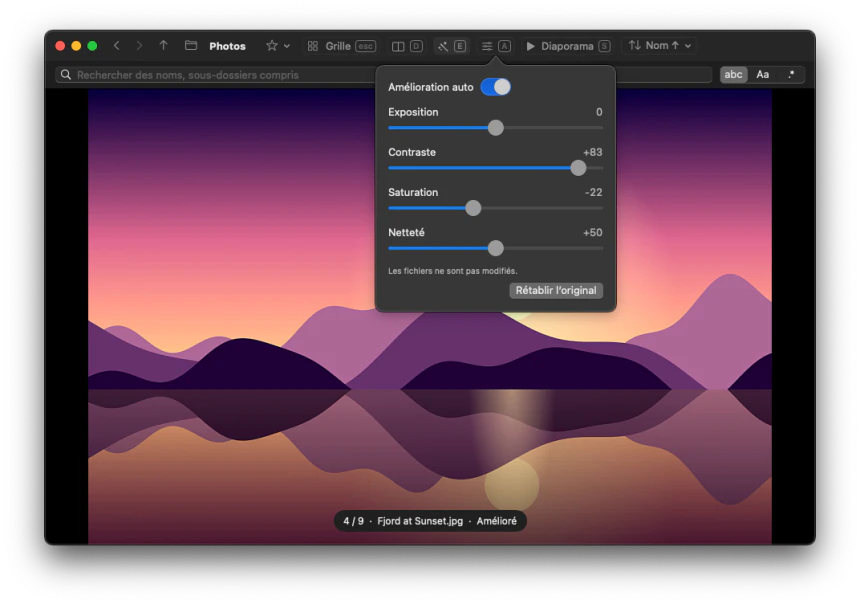 Photos Grille esc D E A Diaporama S Nom ↑
Rechercher des noms, sous-dossiers compris abc Aa .*
Amélioration auto
Exposition 0
Contraste +83
Saturation -22
Netteté +50
Les fichiers ne sont pas modifiés.
Rétablir l’original
4 / 9 · Fjord at Sunset.jpg · Amélioré